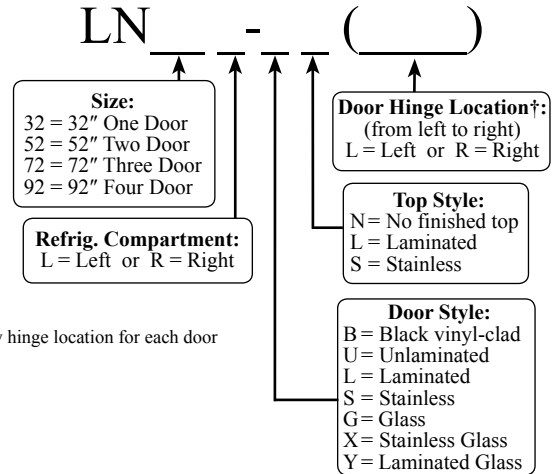 LN__ _-_ _ (____)
Size:
32 = 32″ One Door
52 = 52″ Two Door
72 = 72″ Three Door
92 = 92″ Four Door
Door Hinge Location†:
(from left to right)
L = Left or R = Right
Refrig. Compartment:
L = Left or R = Right
Top Style:
N = No finished top
L = Laminated
S = Stainless
hinge location for each door
Door Style:
B = Black vinyl-clad
U = Unlaminated
L = Laminated
S = Stainless
G = Glass
X = Stainless Glass
Y = Laminated Glass